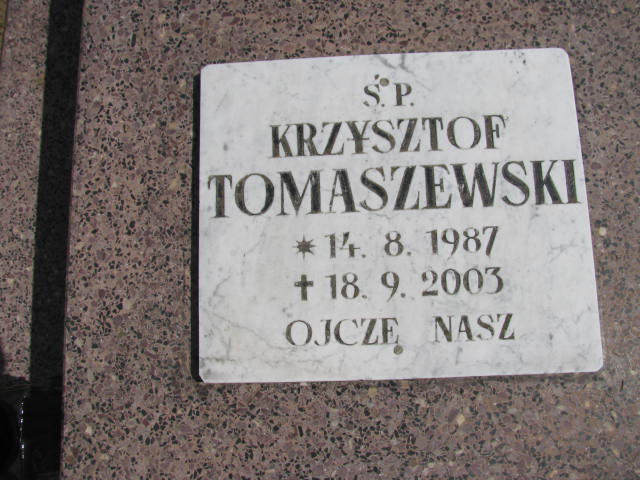 Ś.P.
KRZYSZTOF
TOMASZEWSKI
* 14. 8. 1987
✝ 18. 9. 2003
OJCZE NASZ